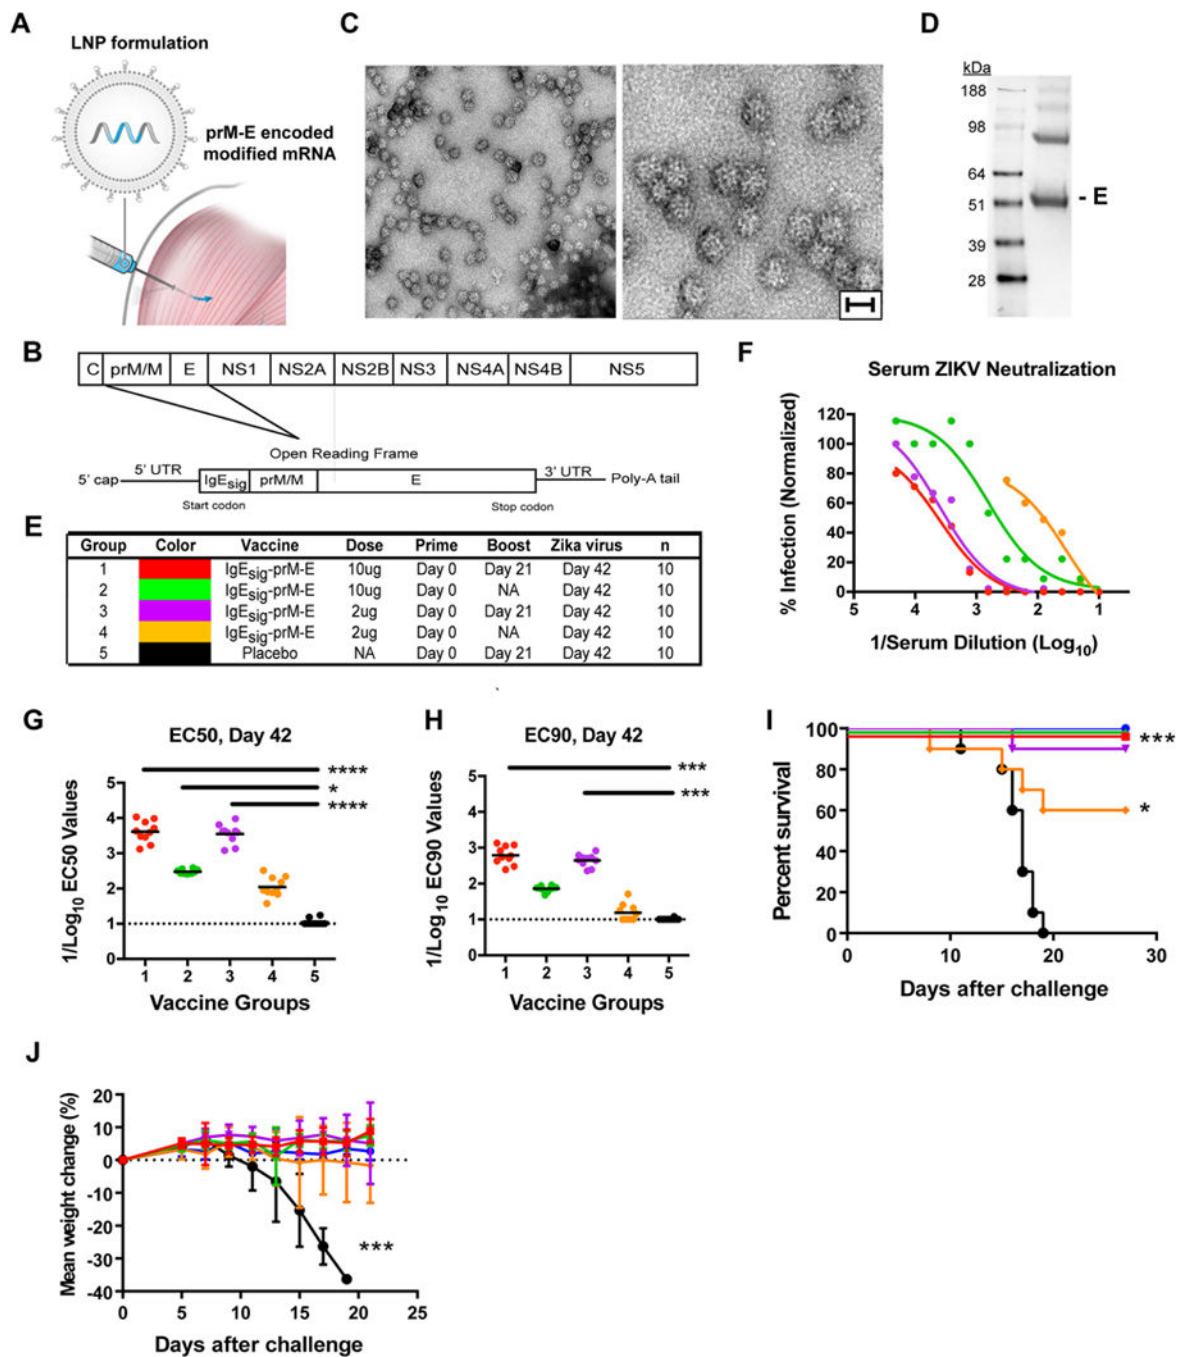 A
LNP formulation
prM-E encoded
modified mRNA
C
D
kDa
188
98
64
51
39
28
- E
B
C prM/M E NS1 NS2A NS2B NS3 NS4A NS4B NS5
Open Reading Frame
5' cap 5' UTR IgEsig prM/M E 3' UTR Poly-A tail
Start codon Stop codon
E
Group Color Vaccine Dose Prime Boost Zika virus n
1 IgEsig-prM-E 10ug Day 0 Day 21 Day 42 10
2 IgEsig-prM-E 10ug Day 0 NA Day 42 10
3 IgEsig-prM-E 2ug Day 0 Day 21 Day 42 10
4 IgEsig-prM-E 2ug Day 0 NA Day 42 10
5 Placebo NA Day 0 Day 21 Day 42 10
F
Serum ZIKV Neutralization
% Infection (Normalized)
120
100
80
60
40
20
0
5 4 3 2 1
1/Serum Dilution (Log10)
G
EC50, Day 42
****
*
****
1/Log10 EC50 Values
5
4
3
2
1
0
1 2 3 4 5
Vaccine Groups
H
EC90, Day 42
***
***
1/Log10 EC90 Values
5
4
3
2
1
0
1 2 3 4 5
Vaccine Groups
I
Percent survival
100
80
60
40
20
0
***
*
0 10 20 30
Days after challenge
J
Mean weight change (%)
20
10
0
-10
-20
-30
-40
***
0 5 10 15 20 25
Days after challenge